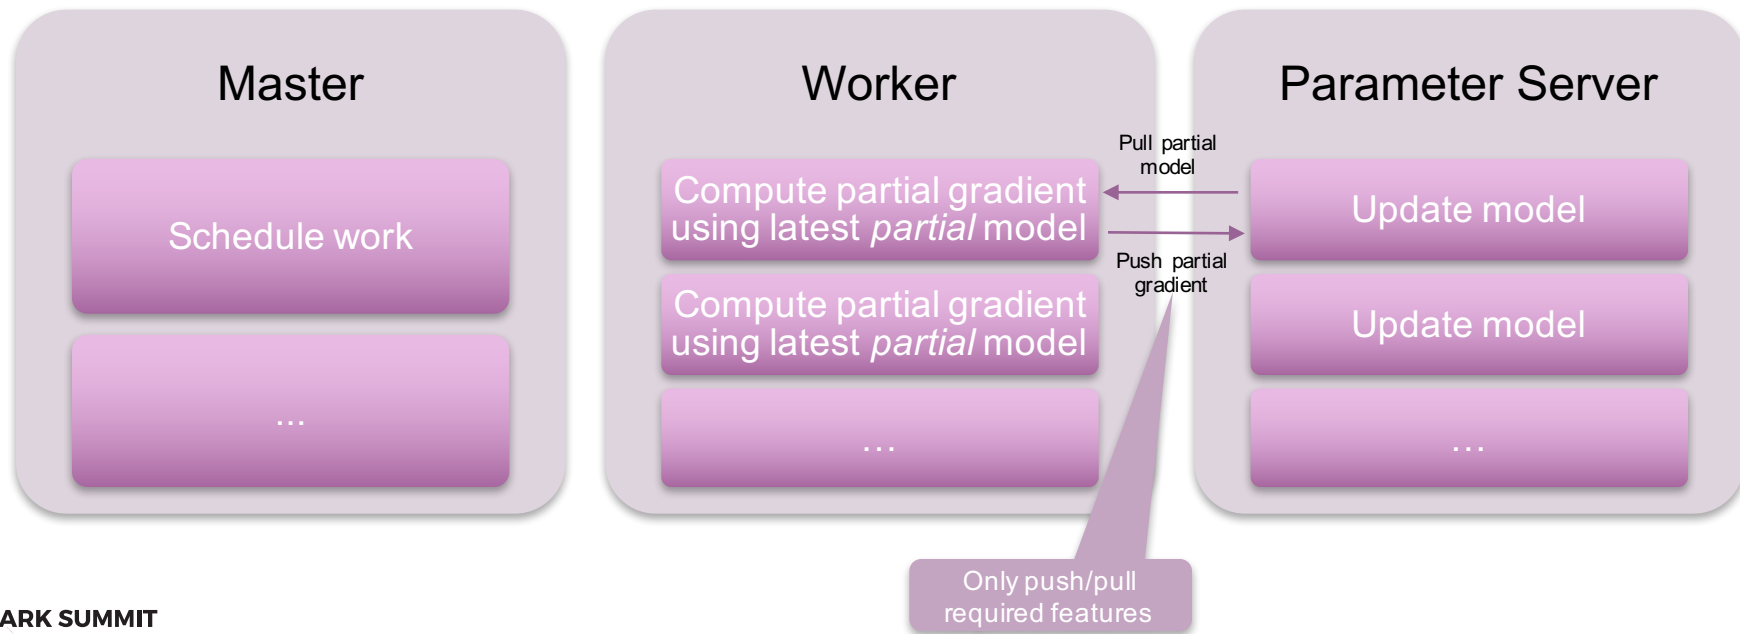 Master
Schedule work
...
Worker
Compute partial gradient
using latest partial model
Compute partial gradient
using latest partial model
...
Pull partial
model
Push partial
gradient
Parameter Server
Update model
Update model
...
Only push/pull
required features
ARK SUMMIT